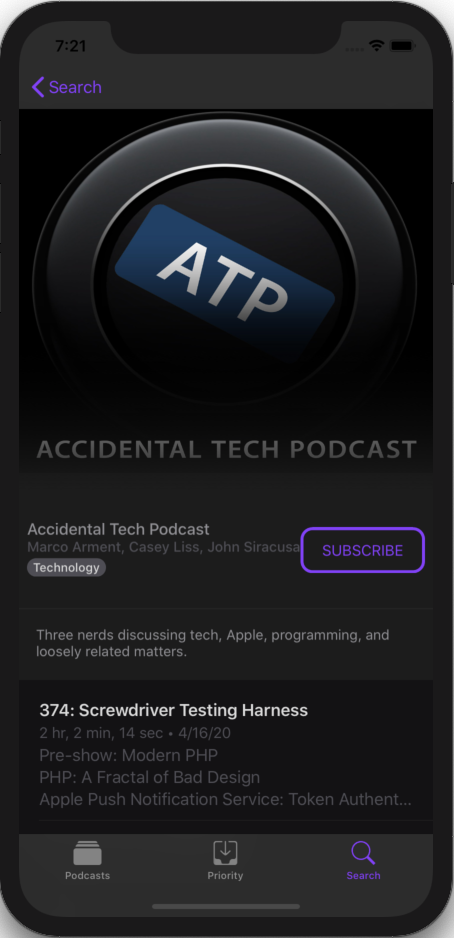 7:21
Search
ATP
ACCIDENTAL TECH PODCAST
Accidental Tech Podcast
Marco Arment, Casey Liss, John Siracusa
SUBSCRIBE
Technology
Three nerds discussing tech, Apple, programming, and
loosely related matters.
374: Screwdriver Testing Harness
2 hr, 2 min, 14 sec • 4/16/20
Pre-show: Modern PHP
PHP: A Fractal of Bad Design
Apple Push Notification Service: Token Authent...
Podcasts
Priority
Search